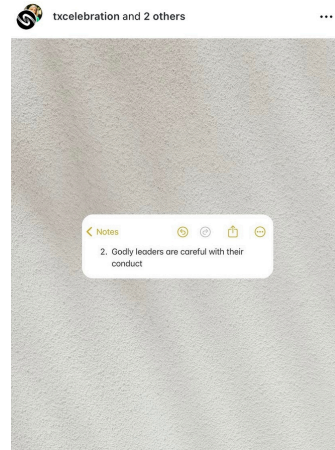 txcelebration and 2 others
Notes
2. Godly leaders are careful with their
conduct